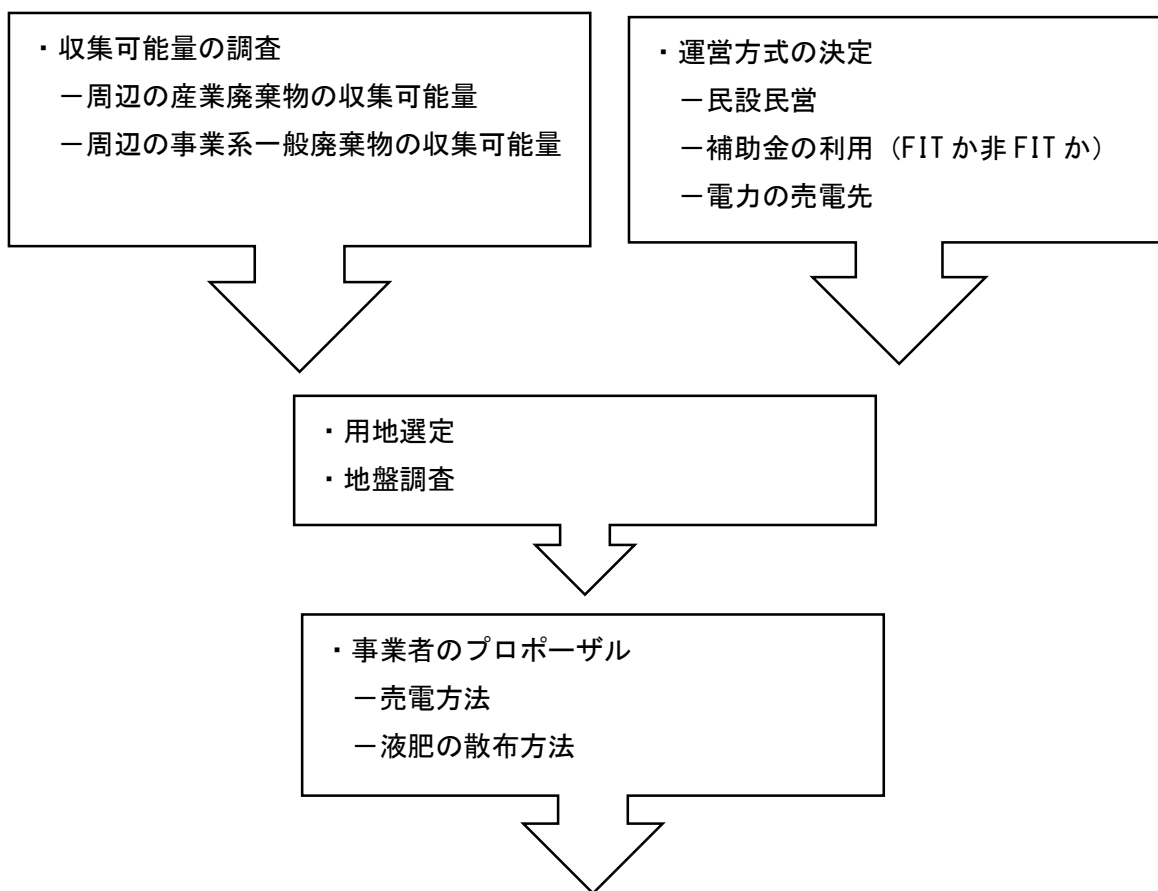 ・収集可能量の調査
－周辺の産業廃棄物の収集可能量
－周辺の事業系一般廃棄物の収集可能量
・運営方式の決定
－民設民営
－補助金の利用（FIT か非 FIT か）
－電力の売電先
・用地選定
・地盤調査
・事業者のプロポーザル
－売電方法
－液肥の散布方法